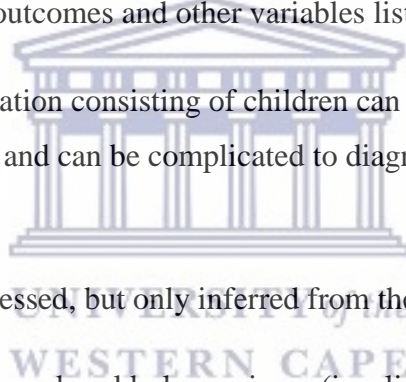 outcomes and other variables list
ation consisting of children can
and can be complicated to diagn
essed, but only inferred from the
UNIVERSITY of the
WESTERN CAPE